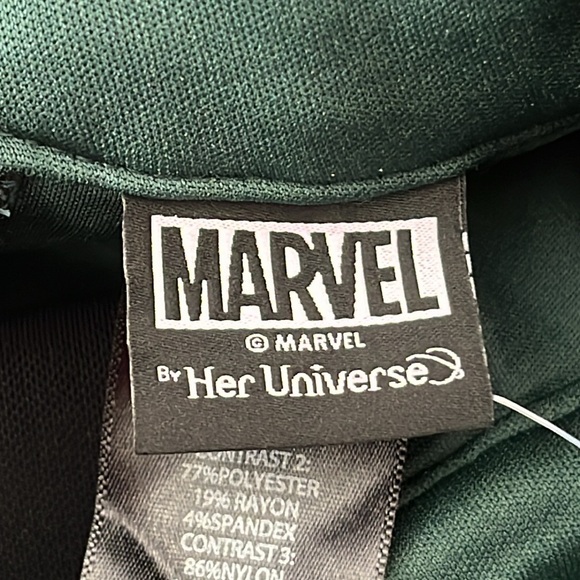 MARVEL
© MARVEL
BY Her Universe
CONTRAST 2:
77%POLYESTER
19% RAYON
4%SPANDEX
CONTRAST 3:
86%NYLON